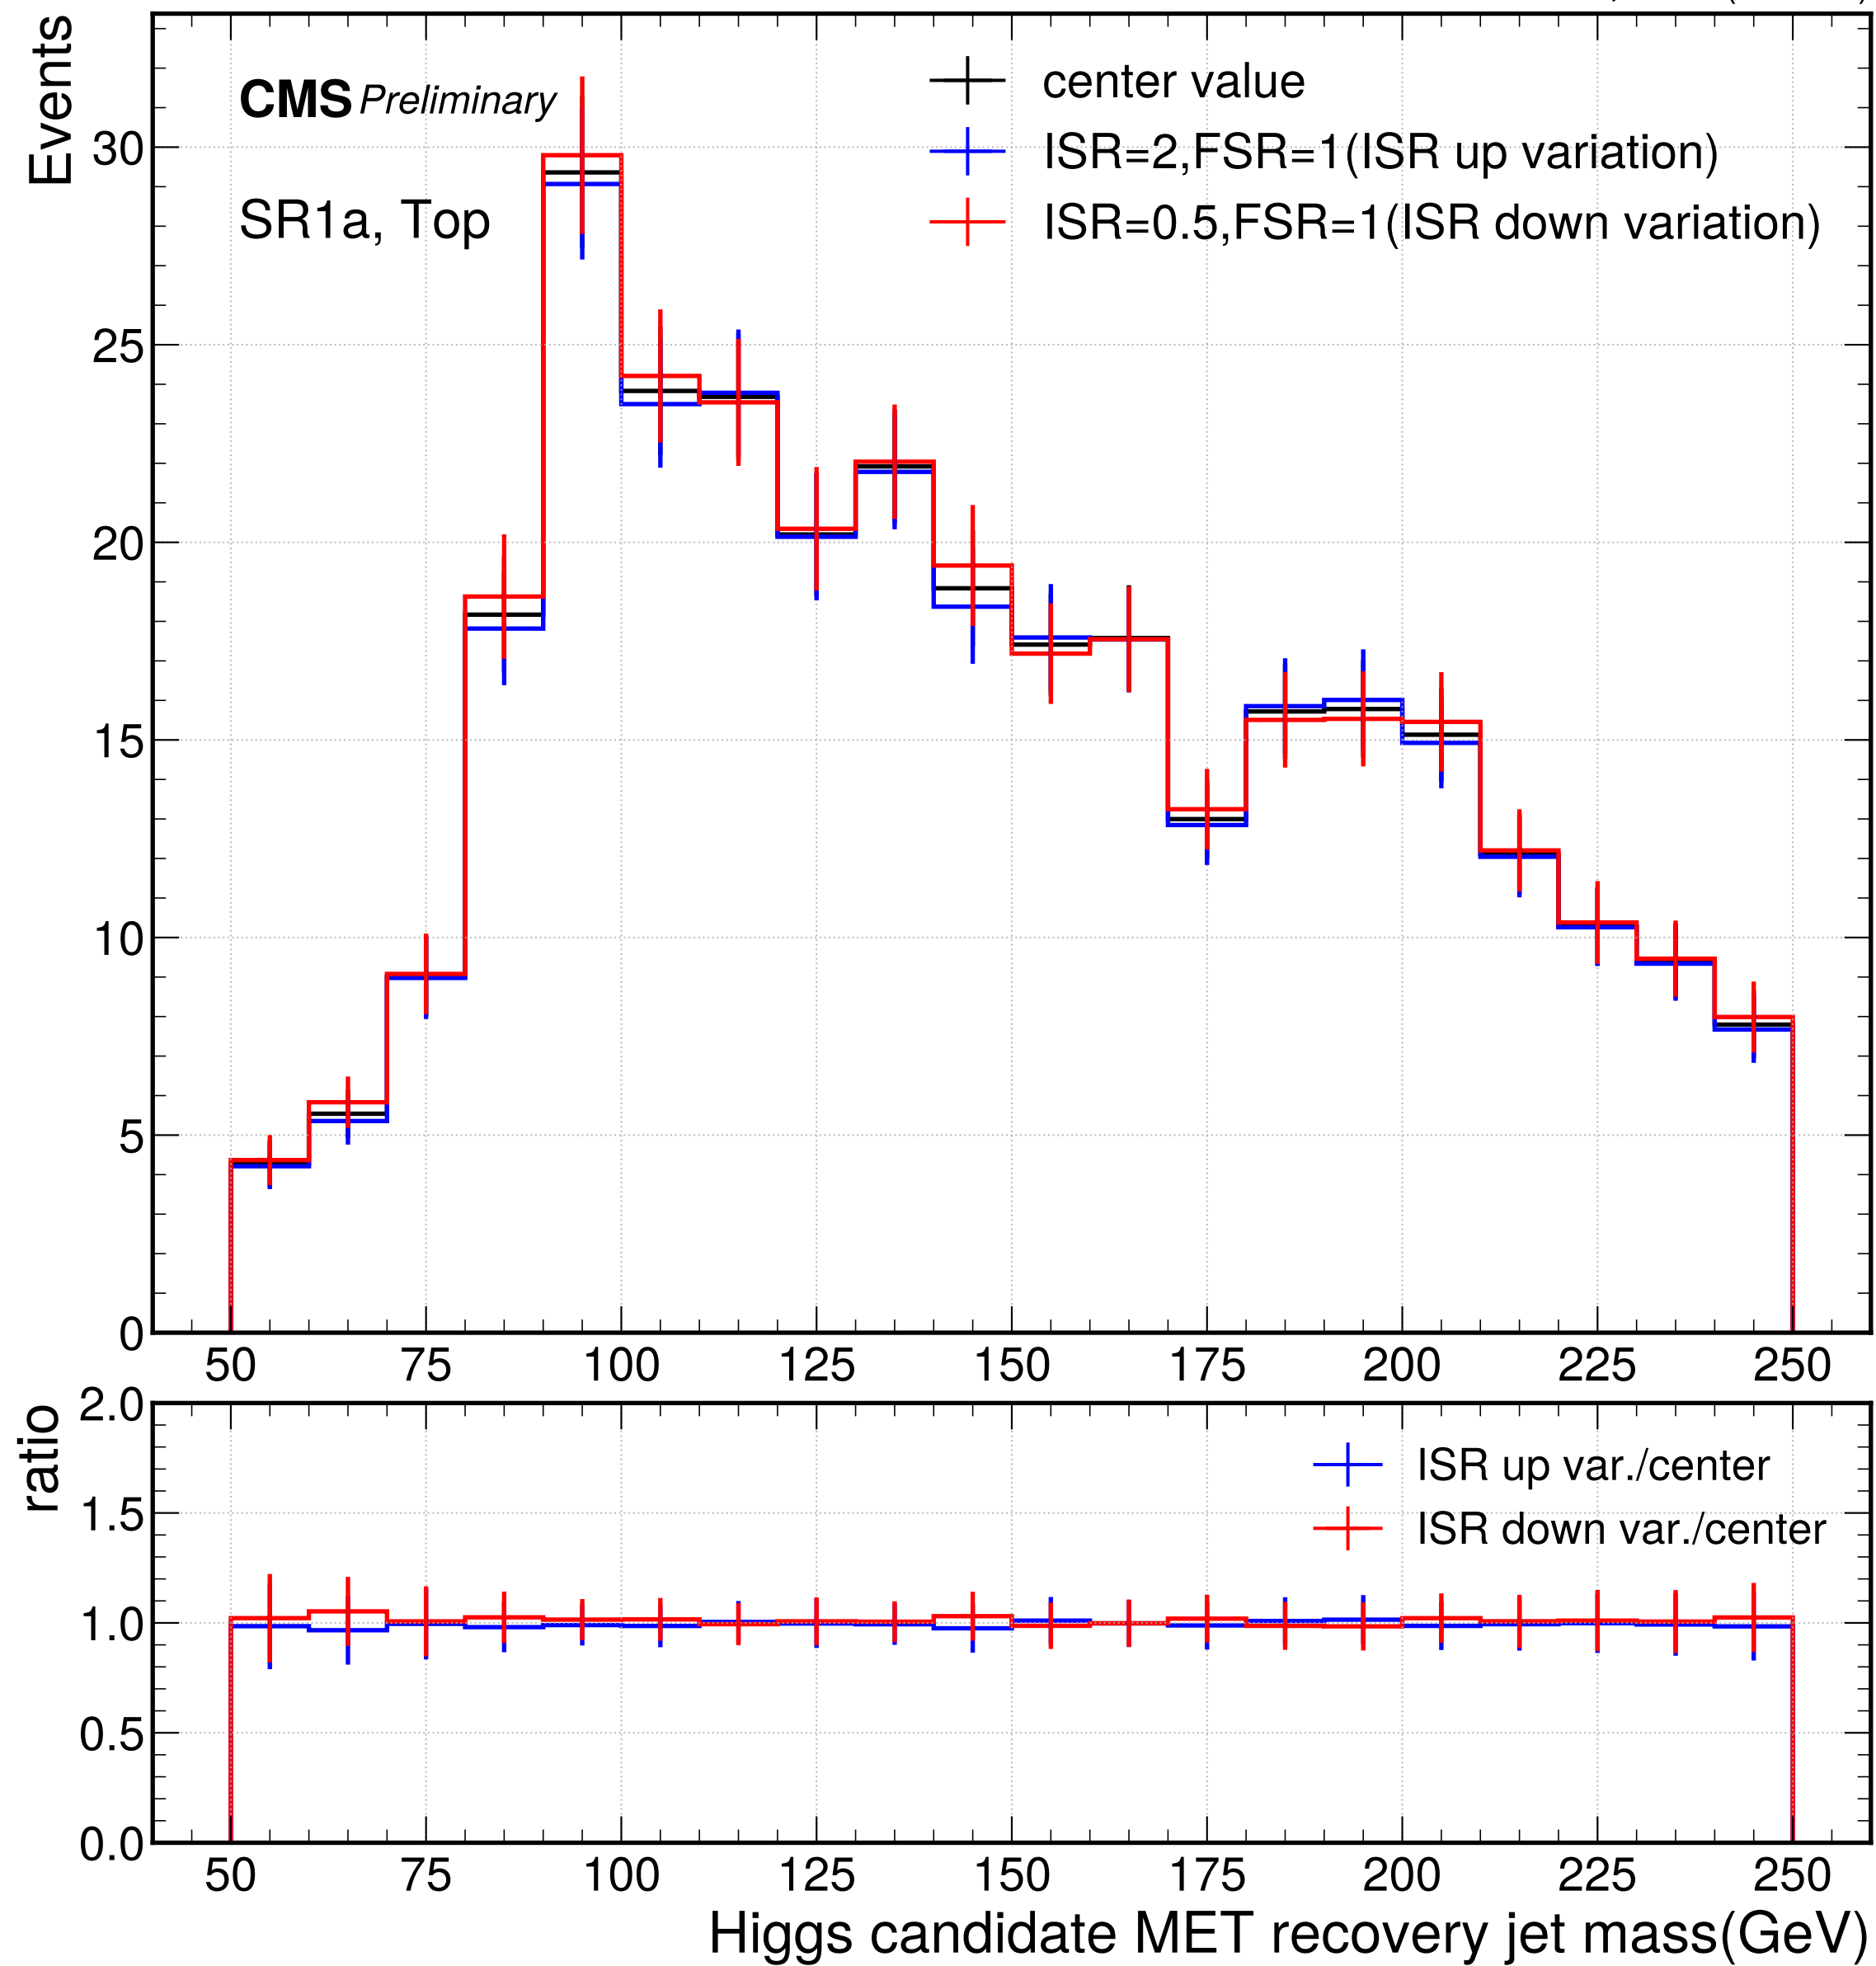 Events
CMS Preliminary
SR1a, Top
center value
ISR=2,FSR=1(ISR up variation)
ISR=0.5,FSR=1(ISR down variation)
30
25
20
15
10
5
0
50 75 100 125 150 175 200 225 250
ratio
ISR up var./center
ISR down var./center
2.0
1.5
1.0
0.5
0.0
50 75 100 125 150 175 200 225 250
Higgs candidate MET recovery jet mass(GeV)